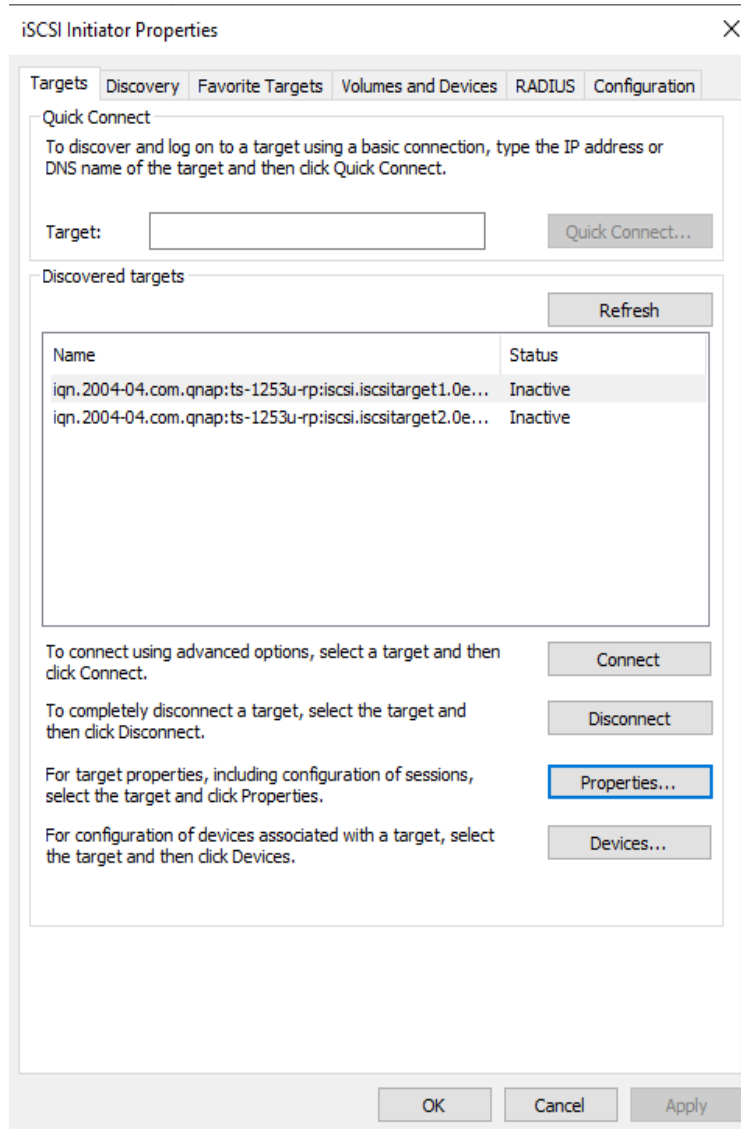 iSCSI Initiator Properties
Targets Discovery Favorite Targets Volumes and Devices RADIUS Configuration
Quick Connect
To discover and log on to a target using a basic connection, type the IP address or
DNS name of the target and then click Quick Connect.
Target: Quick Connect...
Discovered targets
Refresh
Name Status
iqn.2004-04.com.qnap:ts-1253u-rp:iscsi.iscsitarget1.0e... Inactive
iqn.2004-04.com.qnap:ts-1253u-rp:iscsi.iscsitarget2.0e... Inactive
To connect using advanced options, select a target and then
click Connect.
Connect
To completely disconnect a target, select the target and
then click Disconnect.
Disconnect
For target properties, including configuration of sessions,
select the target and click Properties.
Properties...
For configuration of devices associated with a target, select
the target and then click Devices.
Devices...
OK Cancel Apply